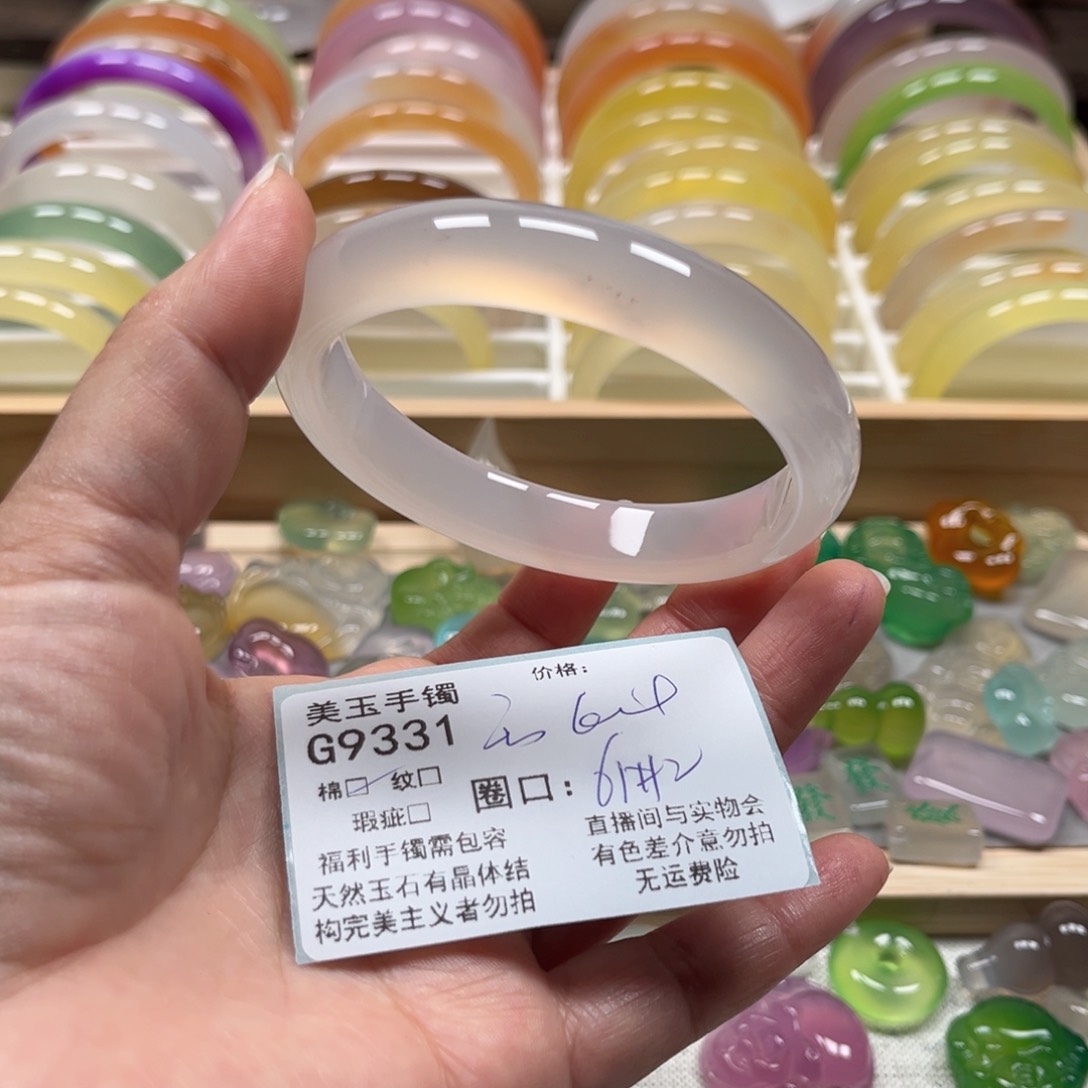 价格:
美玉手镯
G9331
棉☑ 纹□
圈口: 61#2
瑕疵□
福利手镯需包容
天然玉石有晶体结
构完美主义者勿拍
直播间与实物会
有色差介意勿拍
无运费险